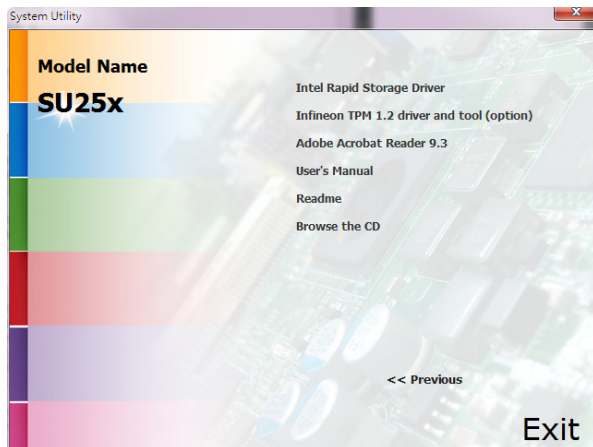 System Utility
Model Name
SU25x
Intel Rapid Storage Driver
Infineon TPM 1.2 driver and tool (option)
Adobe Acrobat Reader 9.3
User's Manual
Readme
Browse the CD
<< Previous
Exit